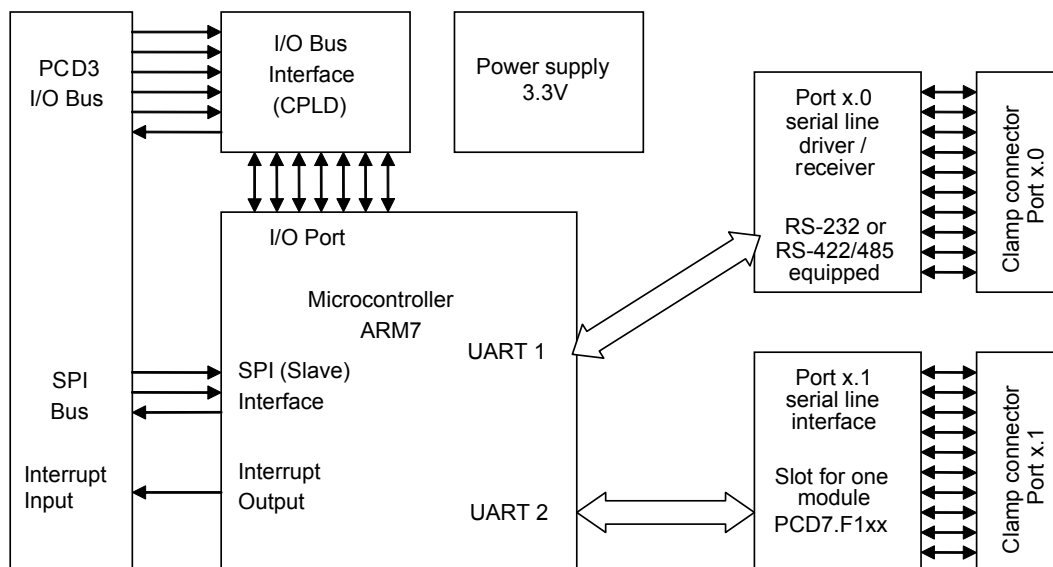 PCD3
I/O Bus
SPI
Bus
Interrupt
Input
I/O Bus
Interface
(CPLD)
Power supply
3.3V
I/O Port
Microcontroller
ARM7
UART 1
SPI (Slave)
Interface
Interrupt
Output
UART 2
Port x.0
serial line
driver /
receiver
RS-232 or
RS-422/485
equipped
Clamp connector
Port x.0
Port x.1
serial line
interface
Slot for one
module
PCD7.F1xx
Clamp connector
Port x.1